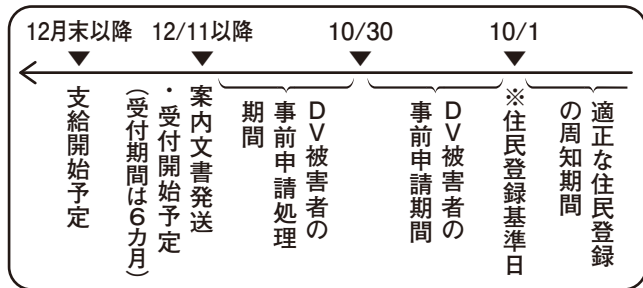 12月末以降
12/11以降
10/30
10/1
適正な住民登録
の周知期間
※住民登録基準日
DV被害者の
事前申請期間
DV被害者の
事前申請処理
期間
案内文書発送
・受付開始予定
(受付期間は6カ月)
支給開始予定